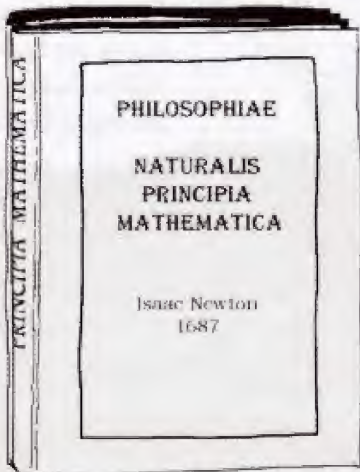 PRINCIPIA MATHEMATICA
PHILOSOPHIAE
NATURALIS
PRINCIPIA
MATHEMATICA
Isaac Newton
1687